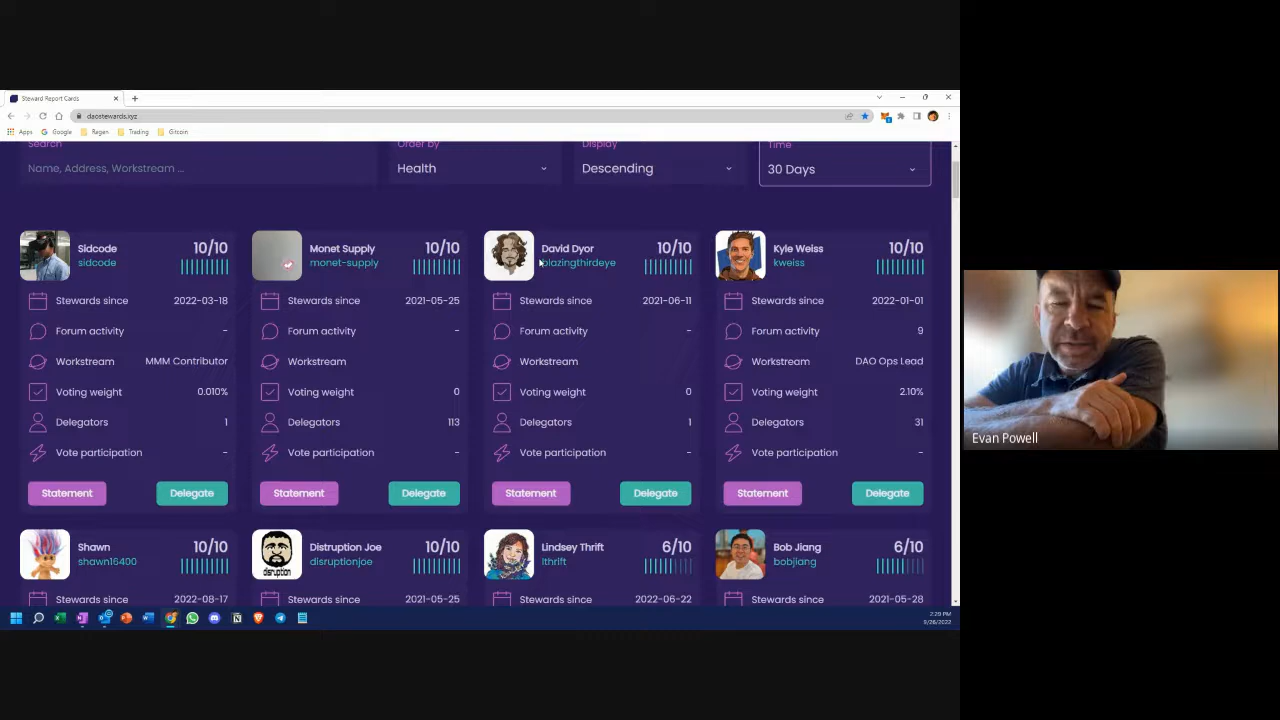 Steward Report Cards
daostewards.xyz
Apps Google Regen Trading Gitcoin
Search Order by Display Time
Name, Address, Workstream ... Health Descending 30 Days
Sidcode 10/10 Monet Supply 10/10 David Dyor 10/10 Kyle Weiss 10/10
sidcode monet-supply blazingthirdeye kweiss
Stewards since 2022-03-18 Stewards since 2021-05-25 Stewards since 2021-06-11 Stewards since 2022-01-01
Forum activity - Forum activity - Forum activity - Forum activity 9
Workstream MMM Contributor Workstream Workstream Workstream DAO Ops Lead
Voting weight 0.010% Voting weight 0 Voting weight 0 Voting weight 2.10%
Delegators 1 Delegators 113 Delegators 1 Delegators 31
Vote participation - Vote participation - Vote participation - Vote participation -
Statement Delegate Statement Delegate Statement Delegate Statement Delegate
Shawn 10/10 Distruption Joe 10/10 Lindsey Thrift 6/10 Bob Jiang 6/10
shawn16400 disruptionjoe lthrift bobjiang
disruption
Stewards since 2022-08-17 Stewards since 2021-05-25 Stewards since 2022-06-22 Stewards since 2021-05-28
2:29 PM
9/26/2022
Evan Powell